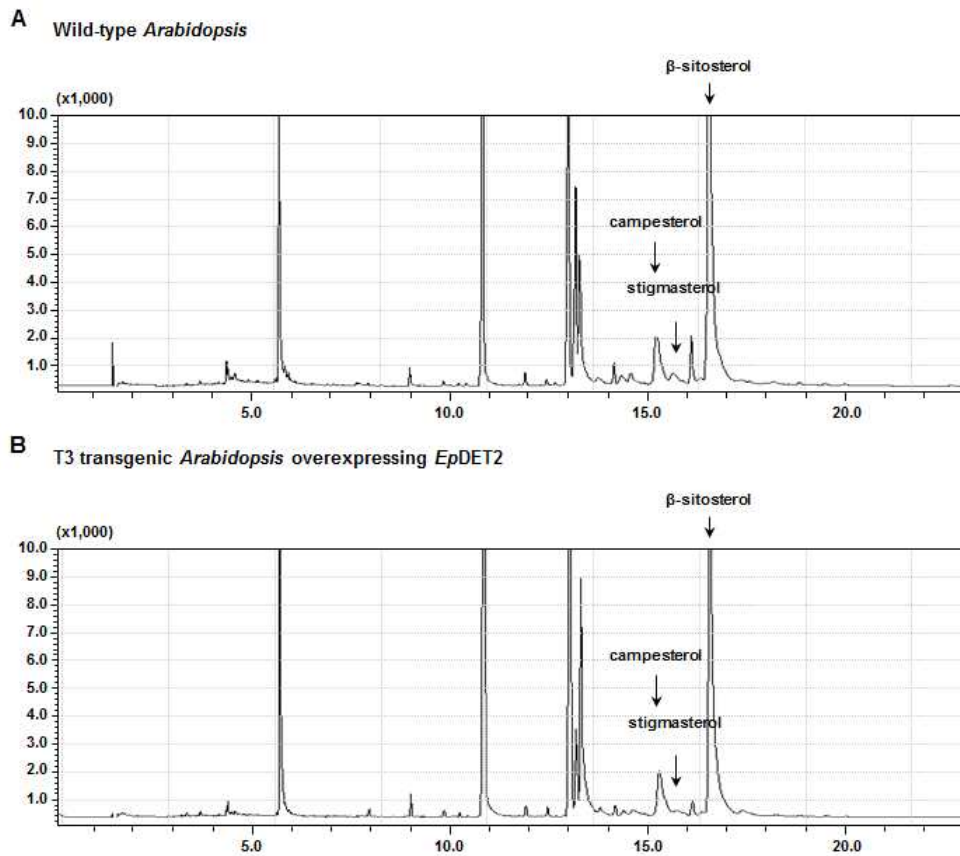 A
Wild-type Arabidopsis
β-sitosterol
(x1,000)
10.0
9.0
8.0
7.0
6.0
5.0
4.0
3.0
2.0
1.0
campesterol
stigmasterol
5.0 10.0 15.0 20.0
B
T3 transgenic Arabidopsis overexpressing EpDET2
β-sitosterol
(x1,000)
10.0
9.0
8.0
7.0
6.0
5.0
4.0
3.0
2.0
1.0
campesterol
stigmasterol
5.0 10.0 15.0 20.0